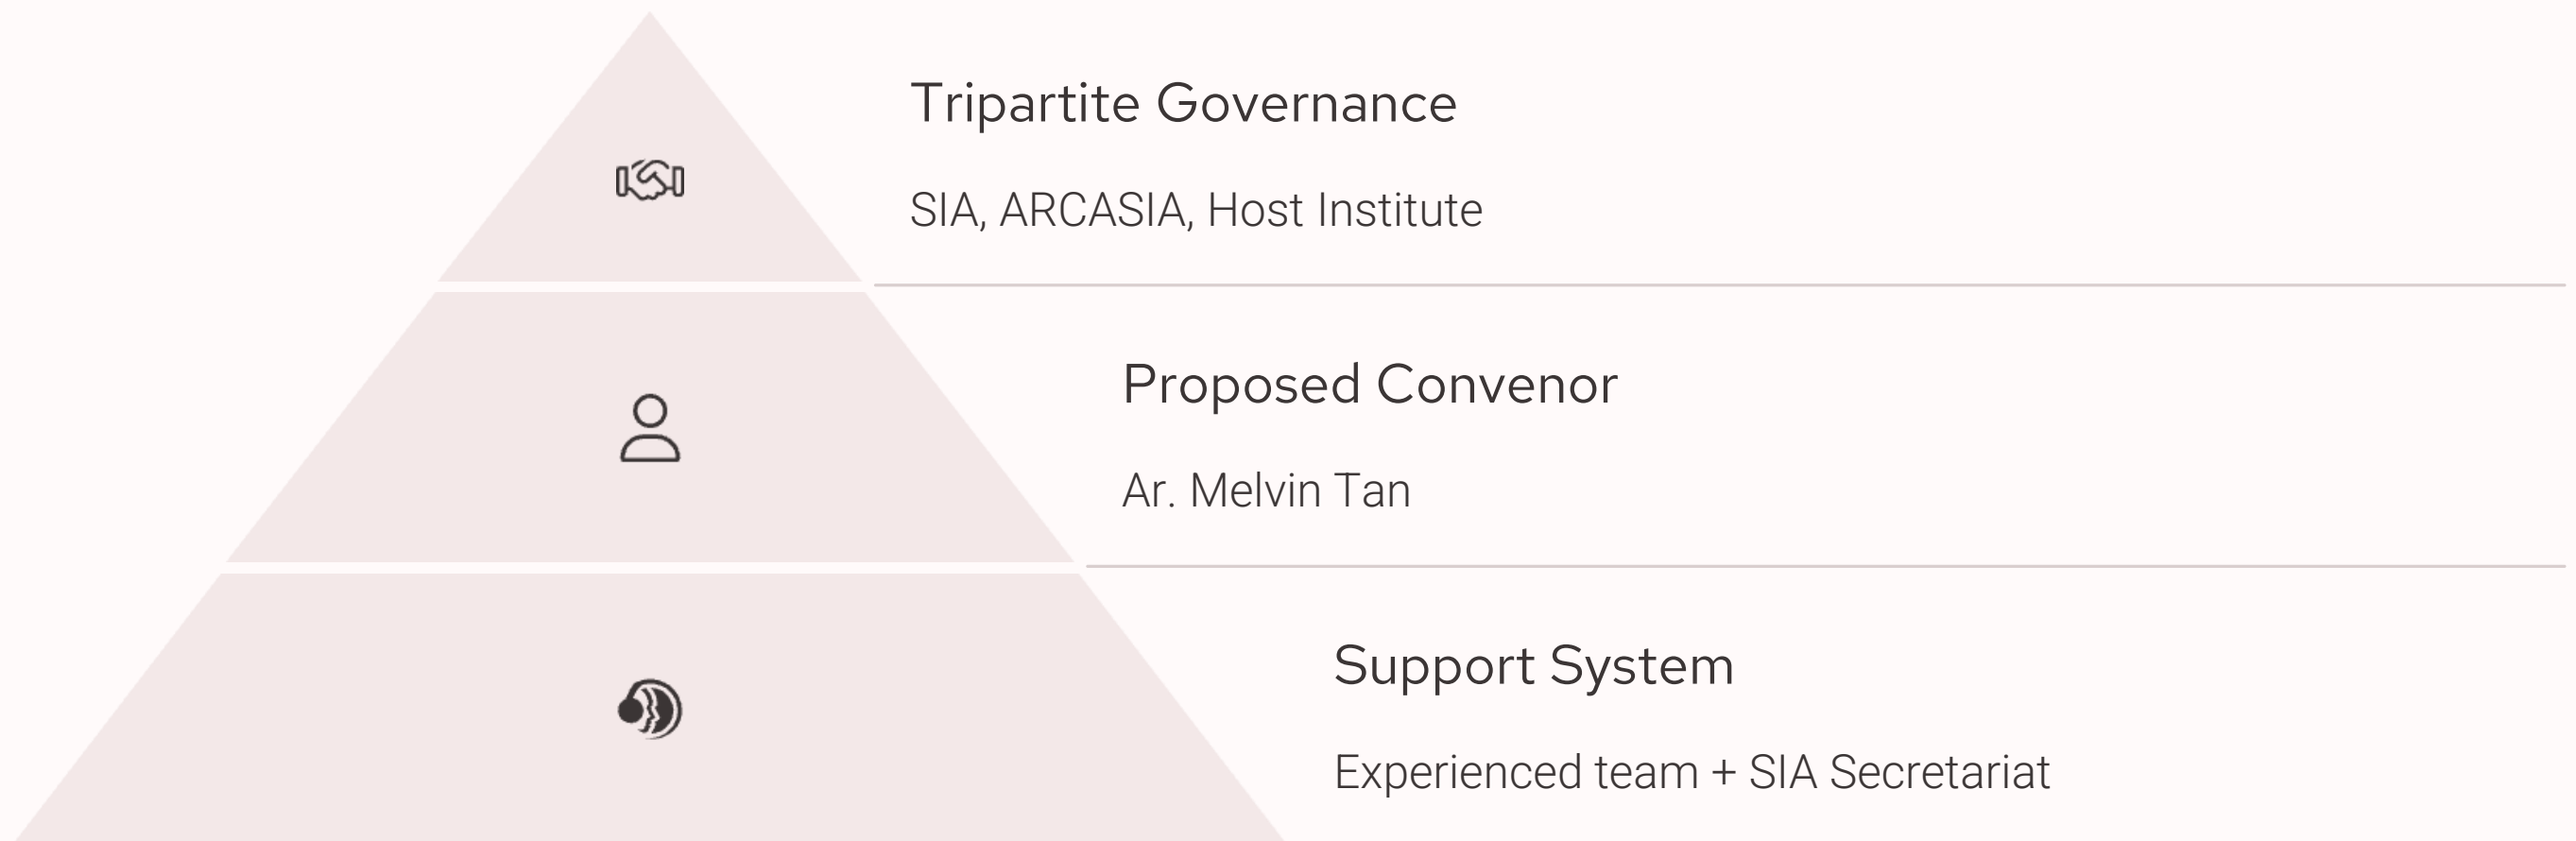 Tripartite Governance
SIA, ARCASIA, Host Institute
Proposed Convenor
Ar. Melvin Tan
Support System
Experienced team + SIA Secretariat